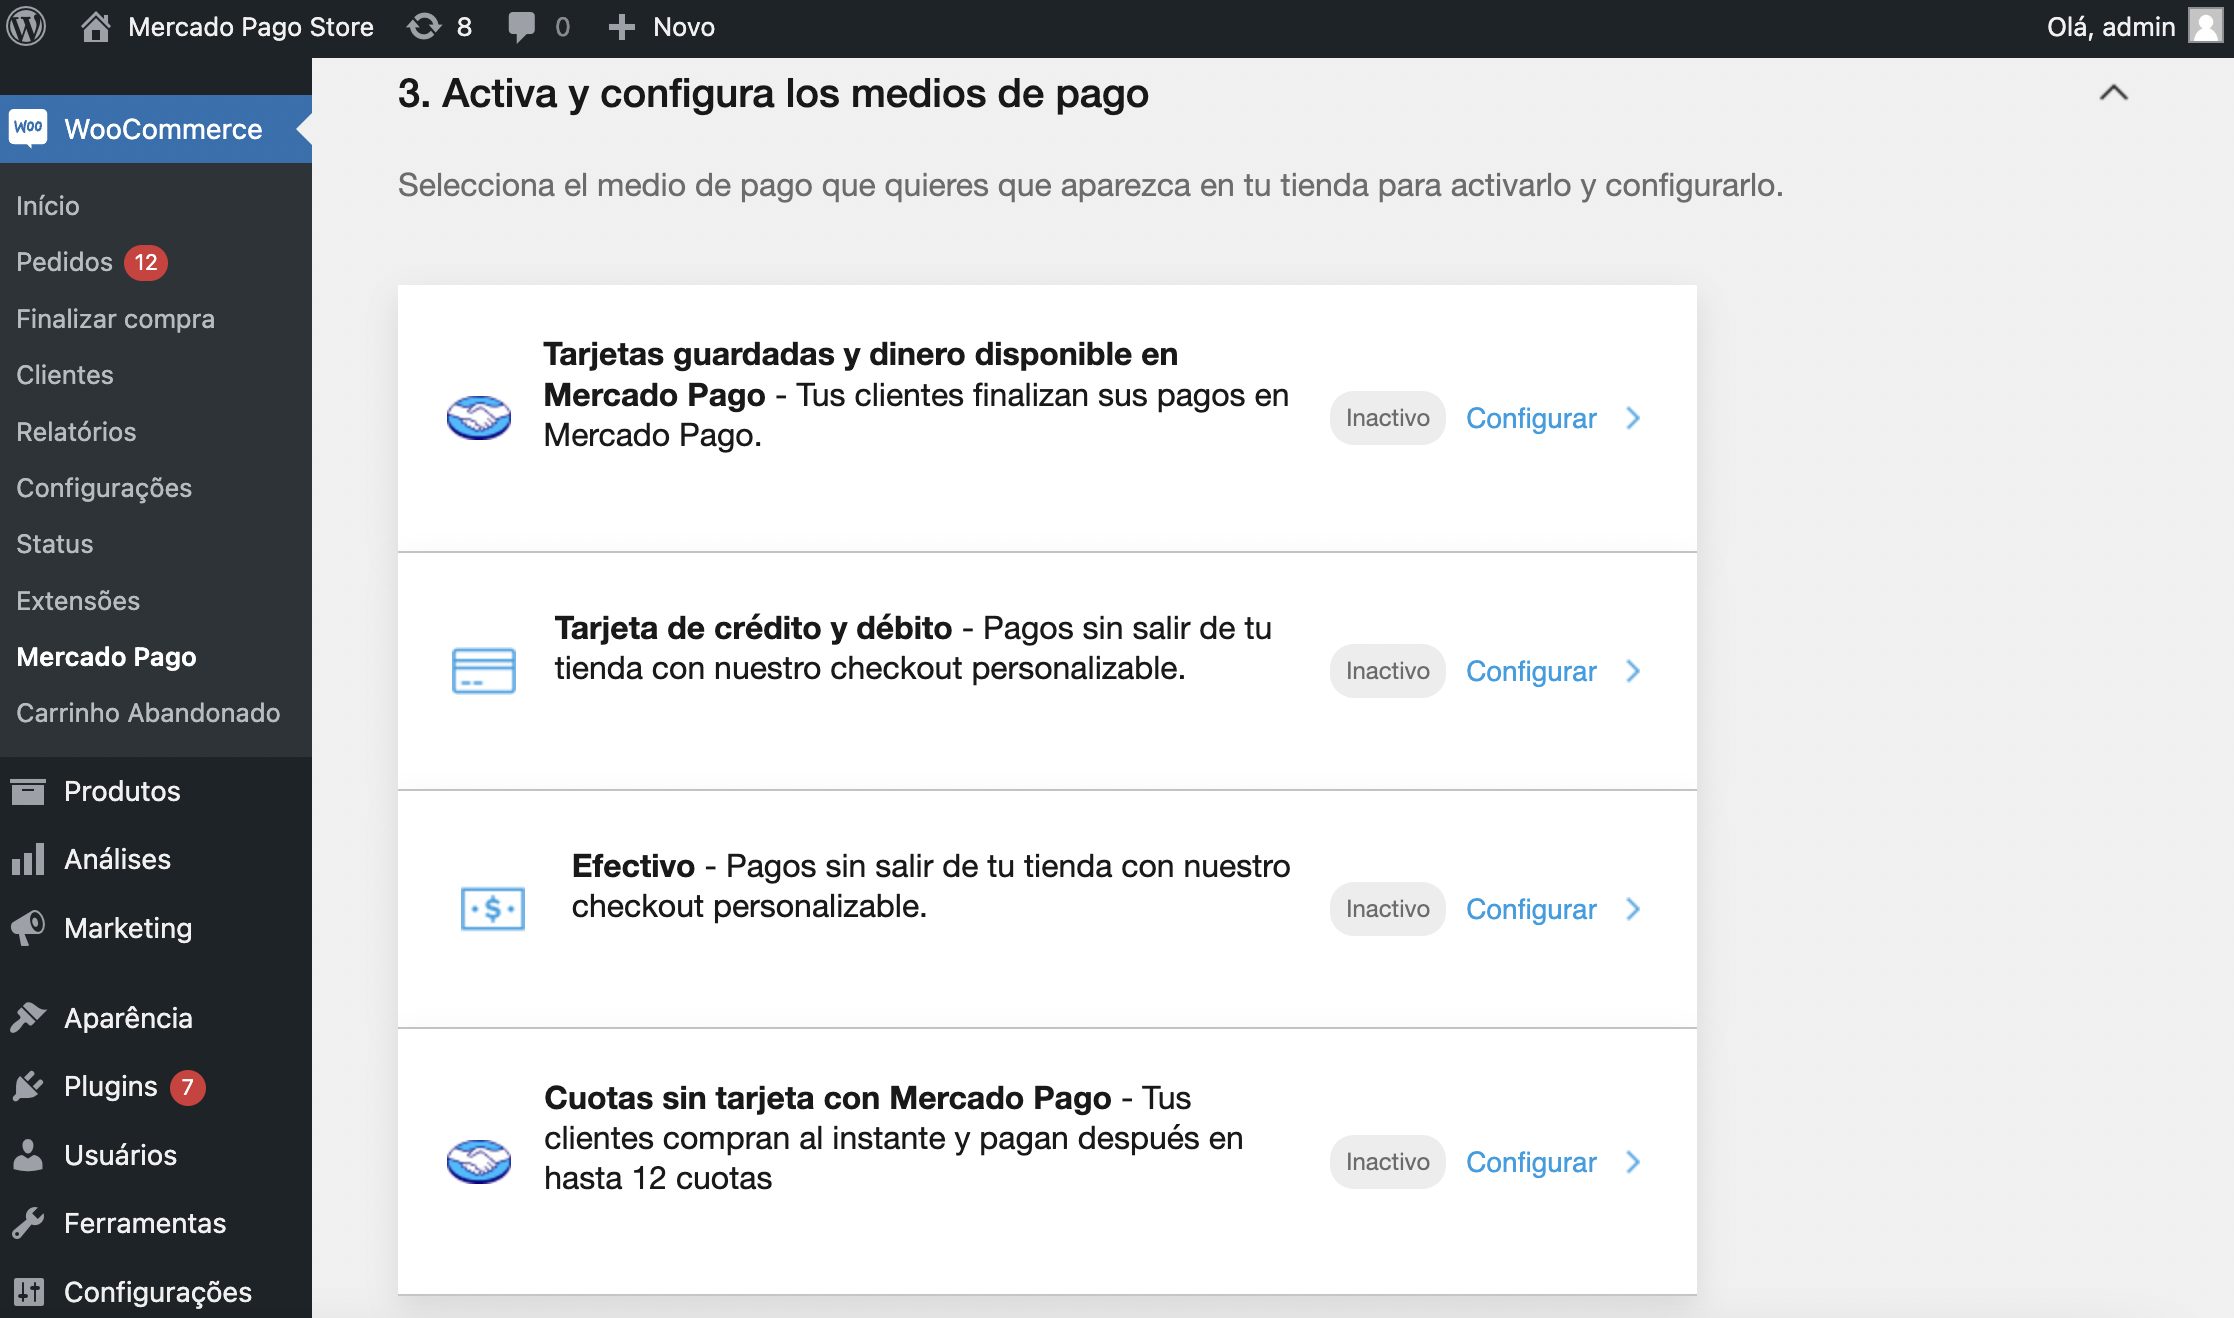 Mercado Pago Store 8 0 Novo Olá, admin
Woo WooCommerce
Início
Pedidos 12
Finalizar compra
Clientes
Relatórios
Configurações
Status
Extensões
Mercado Pago
Carrinho Abandonado
Produtos
Análises
Marketing
Aparência
Plugins 7
Usuários
Ferramentas
Configurações
3. Activa y configura los medios de pago
Selecciona el medio de pago que quieres que aparezca en tu tienda para activarlo y configurarlo.
Tarjetas guardadas y dinero disponible en
Mercado Pago - Tus clientes finalizan sus pagos en
Mercado Pago.
Inactivo Configurar
Tarjeta de crédito y débito - Pagos sin salir de tu
tienda con nuestro checkout personalizable.
Inactivo Configurar
Efectivo - Pagos sin salir de tu tienda con nuestro
checkout personalizable.
Inactivo Configurar
Cuotas sin tarjeta con Mercado Pago - Tus
clientes compran al instante y pagan después en
hasta 12 cuotas
Inactivo Configurar